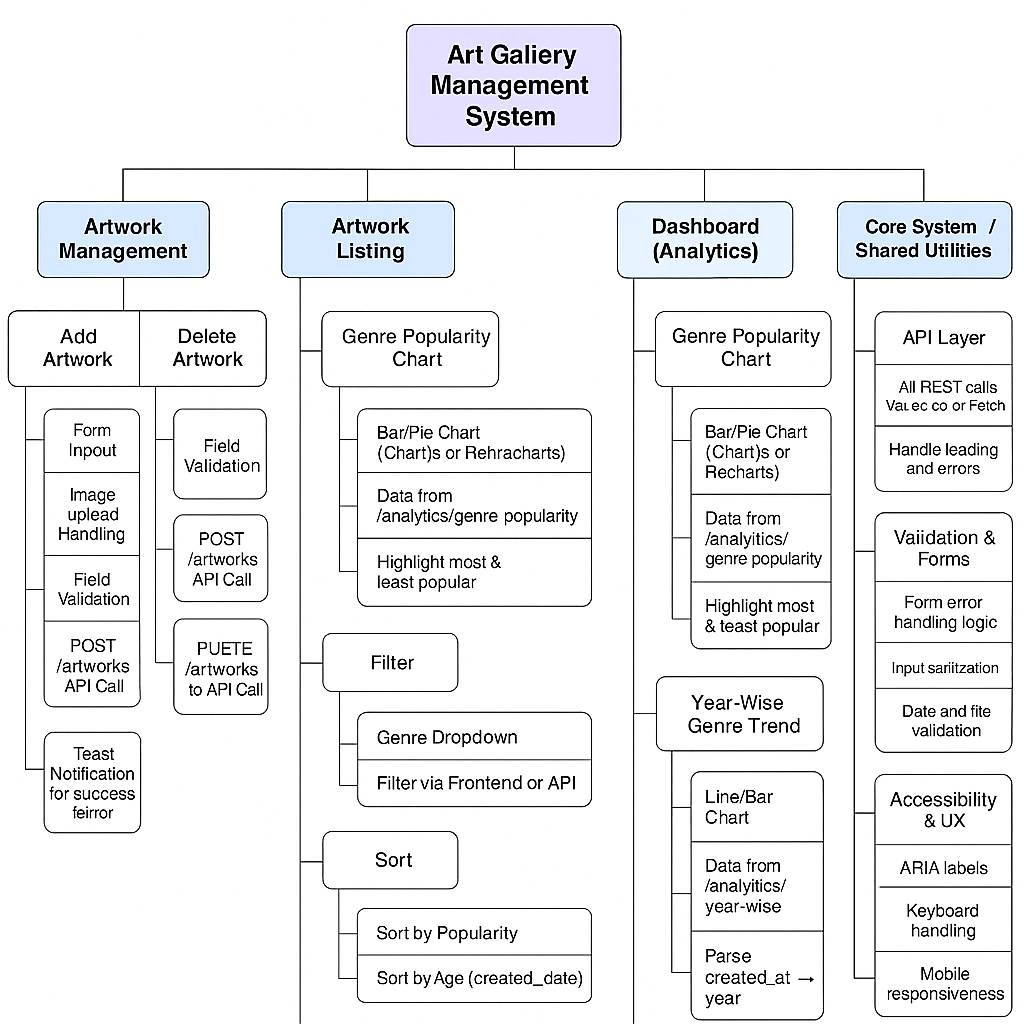 Art Galiery
Management
System
Artwork
Management
Add
Artwork
Delete
Artwork
Form
Inpout
Image
uplead
Handling
Field
Validation
POST
/artworks
API Call
Teast
Notification
for success
feirror
Field
Validation
POST
/artworks
API Call
PUETE
/artworks
to API Call
Artwork
Listing
Genre Popularity
Chart
Bar/Pie Chart
(Chart)s or Rehracharts)
Data from
/analytics/genre popularity
Highlight most &
least popular
Filter
Genre Dropdown
Filter via Frontend or API
Sort
Sort by Popularity
Sort by Age (created_date)
Dashboard
(Analytics)
Genre Popularity
Chart
Bar/Pie Chart
(Chart)s or
Recharts)
Data from
/analyitics/
genre popularity
Highlight most
& teast popular
Year-Wise
Genre Trend
Line/Bar
Chart
Data from
/analyitics/
year-wise
Parse
created_at →
year
Core System /
Shared Utilities
API Layer
All REST calls
or Fetch
Handle leading
and errors
Vaiidation &
Forms
Form error
handling logic
Input saritzation
Date and fite
validation
Accessibility
& UX
ARIA labels
Keyboard
handling
Mobile
responsiveness